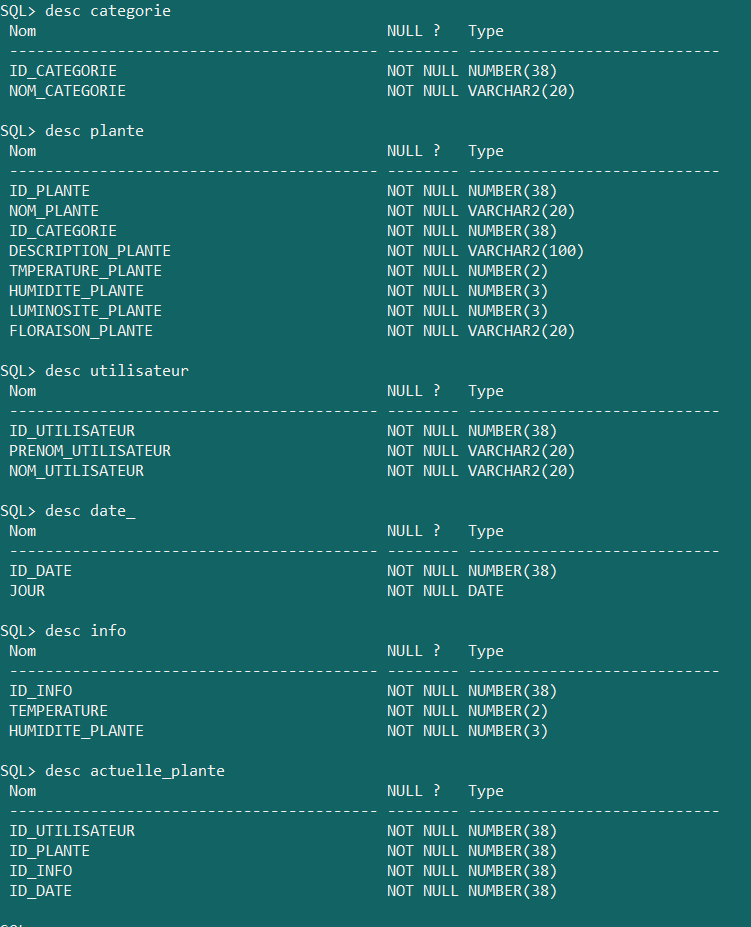 SQL> desc categorie
Nom NULL ? Type
----------------------------------------- -------- ----------------------------
ID_CATEGORIE NOT NULL NUMBER(38)
NOM_CATEGORIE NOT NULL VARCHAR2(20)
SQL> desc plante
Nom NULL ? Type
----------------------------------------- -------- ----------------------------
ID_PLANTE NOT NULL NUMBER(38)
NOM_PLANTE NOT NULL VARCHAR2(20)
ID_CATEGORIE NOT NULL NUMBER(38)
DESCRIPTION_PLANTE NOT NULL VARCHAR2(100)
TMPERATURE_PLANTE NOT NULL NUMBER(2)
HUMIDITE_PLANTE NOT NULL NUMBER(3)
LUMINOSITE_PLANTE NOT NULL NUMBER(3)
FLORAISON_PLANTE NOT NULL VARCHAR2(20)
SQL> desc utilisateur
Nom NULL ? Type
----------------------------------------- -------- ----------------------------
ID_UTILISATEUR NOT NULL NUMBER(38)
PRENOM_UTILISATEUR NOT NULL VARCHAR2(20)
NOM_UTILISATEUR NOT NULL VARCHAR2(20)
SQL> desc date_
Nom NULL ? Type
----------------------------------------- -------- ----------------------------
ID_DATE NOT NULL NUMBER(38)
JOUR NOT NULL DATE
SQL> desc info
Nom NULL ? Type
----------------------------------------- -------- ----------------------------
ID_INFO NOT NULL NUMBER(38)
TEMPERATURE NOT NULL NUMBER(2)
HUMIDITE_PLANTE NOT NULL NUMBER(3)
SQL> desc actuelle_plante
Nom NULL ? Type
----------------------------------------- -------- ----------------------------
ID_UTILISATEUR NOT NULL NUMBER(38)
ID_PLANTE NOT NULL NUMBER(38)
ID_INFO NOT NULL NUMBER(38)
ID_DATE NOT NULL NUMBER(38)